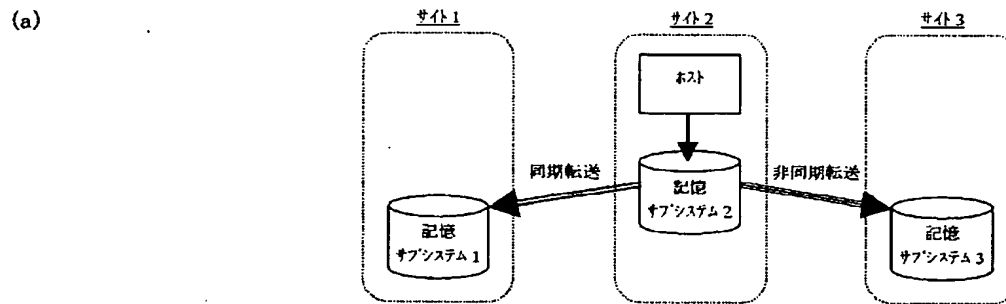 (a)
サイト1
サイト2
サイト3
ホスト
同期転送
非同期転送
記憶
サブシステム2
記憶
サブシステム1
記憶
サブシステム3